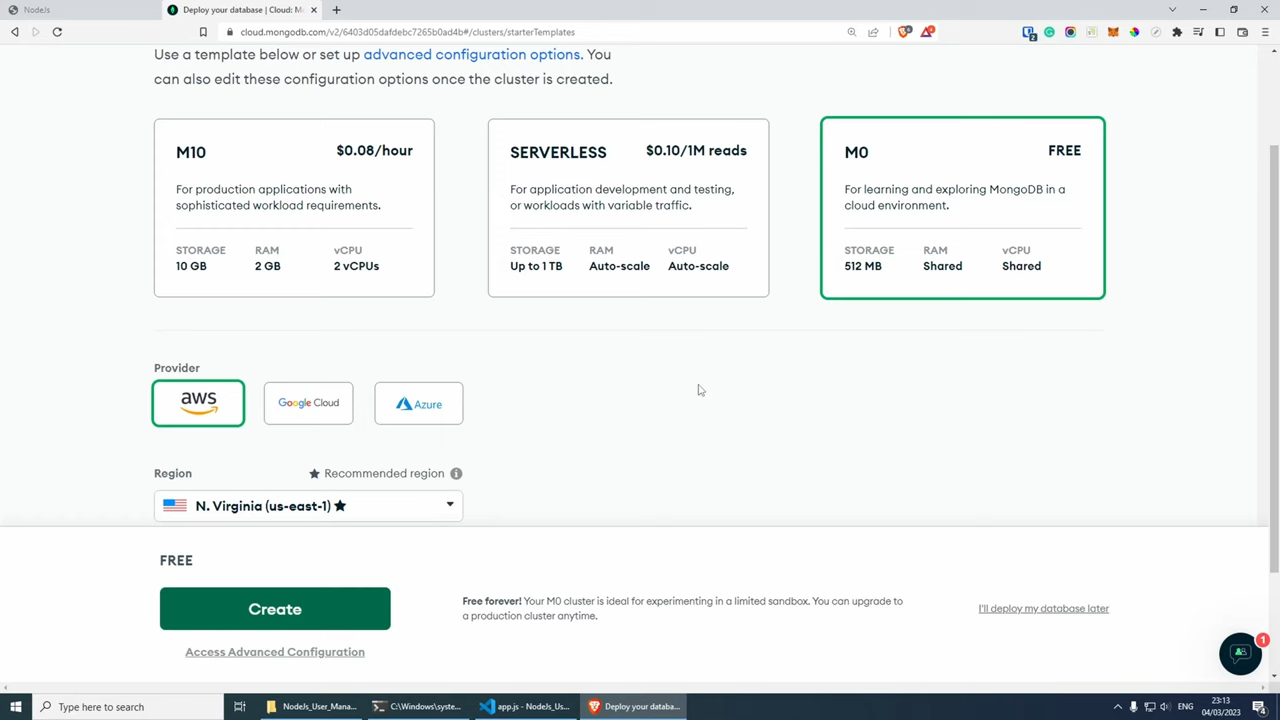 NodeJs
Deploy your database | Cloud: M
cloud.mongodb.com/v2/6403d05dafdebc7265b0ad4b#/clusters/starterTemplates
Use a template below or set up advanced configuration options. You
can also edit these configuration options once the cluster is created.
M10 $0.08/hour
For production applications with
sophisticated workload requirements.
STORAGE RAM vCPU
10 GB 2 GB 2 vCPUs
SERVERLESS $0.10/1M reads
For application development and testing,
or workloads with variable traffic.
STORAGE RAM vCPU
Up to 1 TB Auto-scale Auto-scale
M0 FREE
For learning and exploring MongoDB in a
cloud environment.
STORAGE RAM vCPU
512 MB Shared Shared
Provider
aws Google Cloud Azure
Region ★ Recommended region
N. Virginia (us-east-1) ★
FREE
Create
Access Advanced Configuration
Free forever! Your M0 cluster is ideal for experimenting in a limited sandbox. You can upgrade to
a production cluster anytime.
I'll deploy my database later
1
Type here to search
NodeJs_User_Mana...
C:\Windows\syste...
app.js - NodeJs_Us...
Deploy your databa...
ENG
23:13
04/03/2023
4